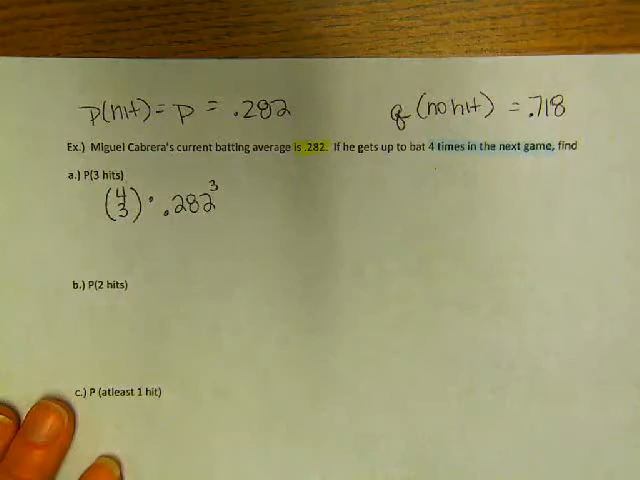 p(hit) = p = .282 q (no hit) = .718
Ex.) Miguel Cabrera's current batting average is .282. If he gets up to bat 4 times in the next game, find
a.) P(3 hits)
(4 3) · .282³
b.) P(2 hits)
c.) P (atleast 1 hit)